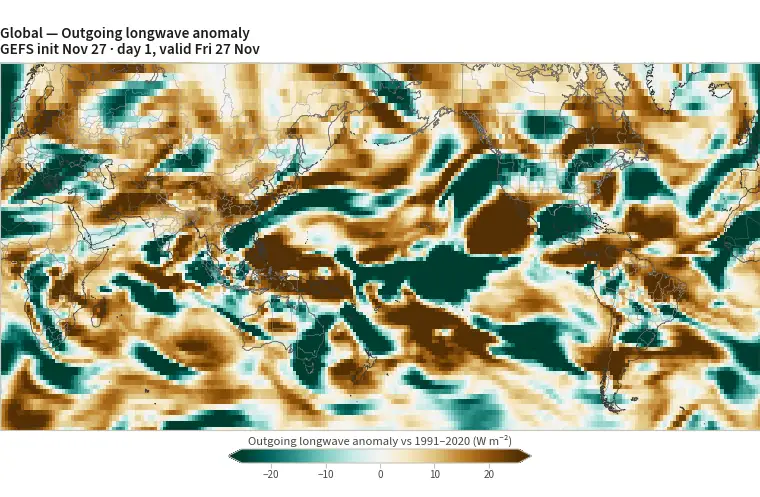 Global — Outgoing longwave anomaly
GEFS init Nov 27 · day 1, valid Fri 27 Nov
Outgoing longwave anomaly vs 1991–2020 (W m⁻²)
−20 −10 0 10 20